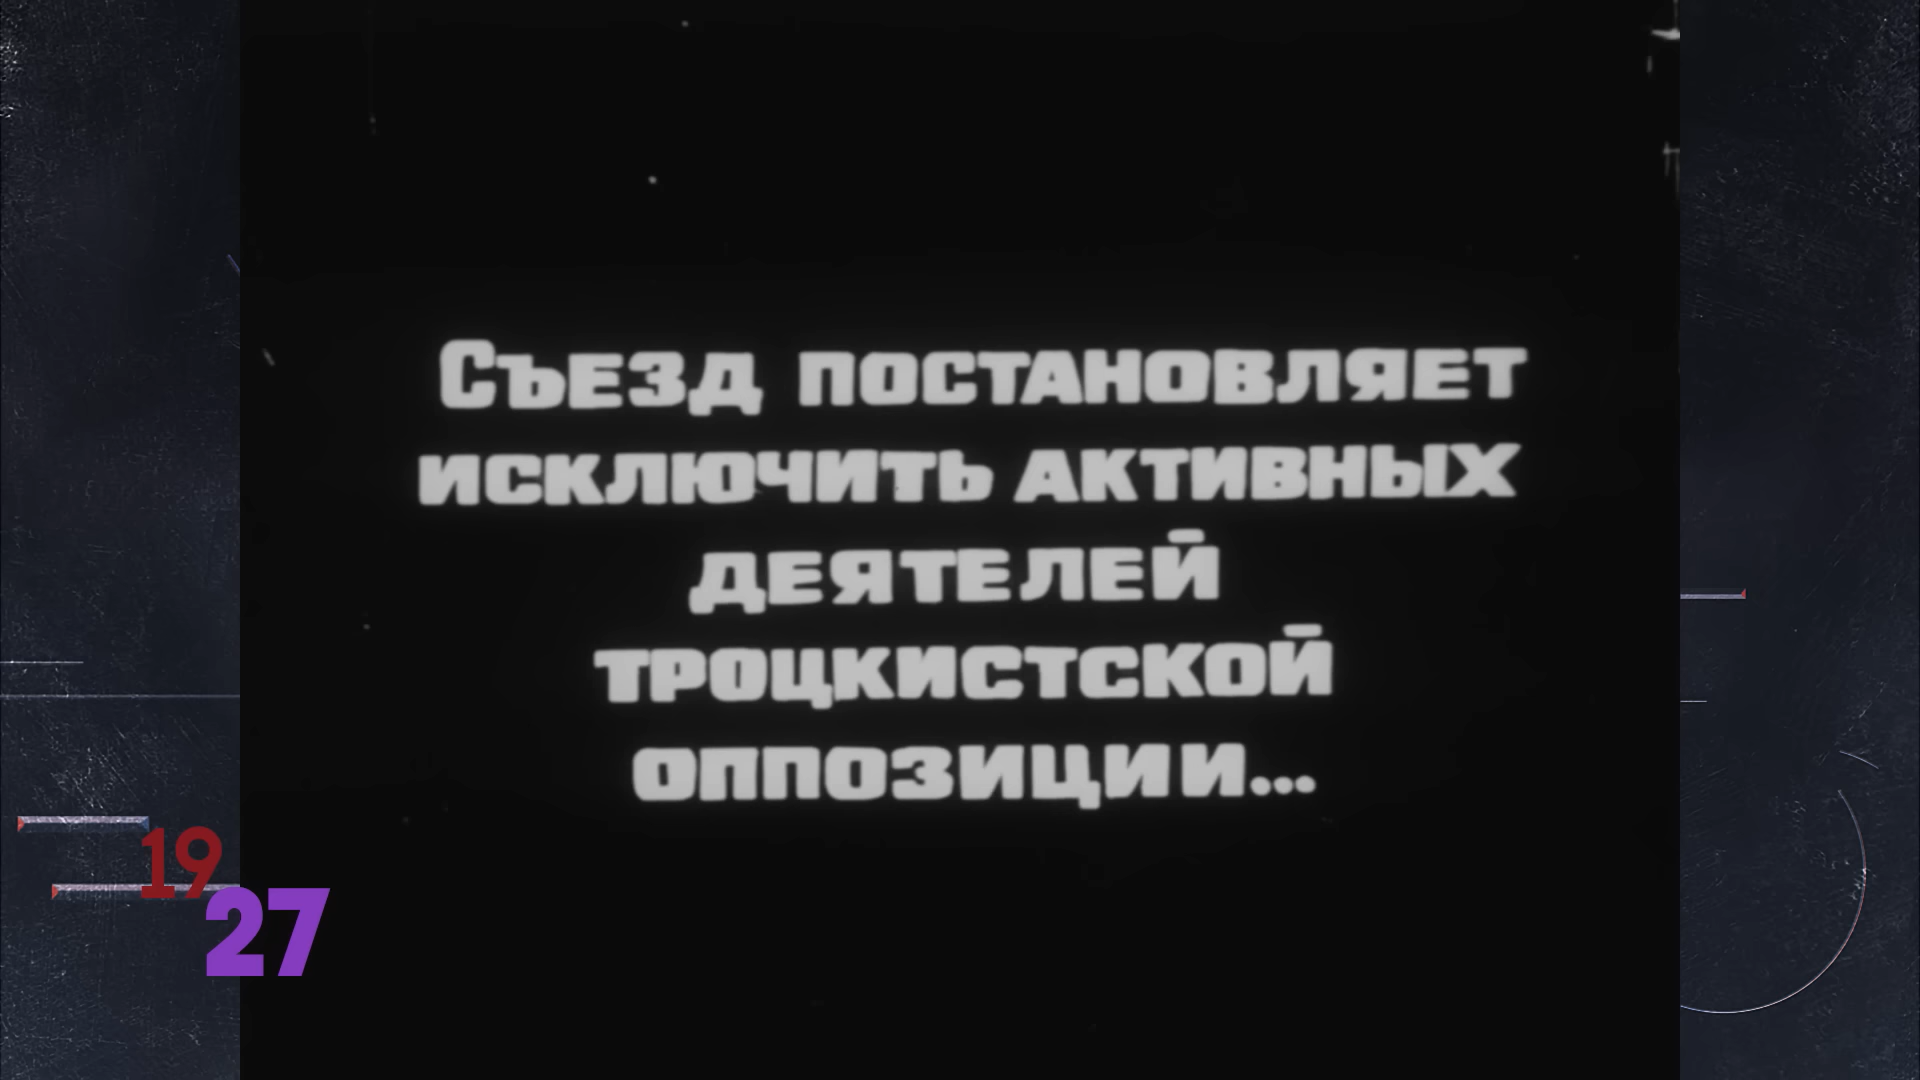 Съезд постановляет
исключить активных
деятелей
троцкистской
оппозиции...
19
27